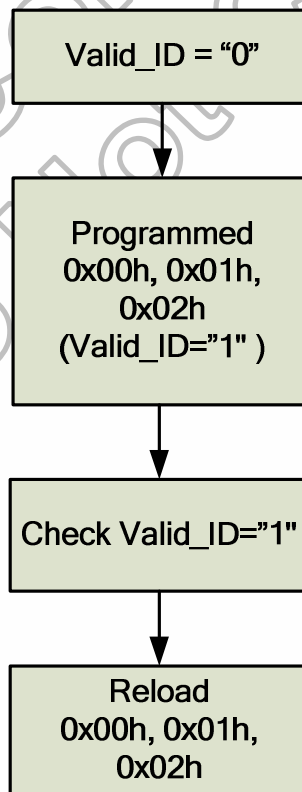 Valid_ID = “0”
Programmed
0x00h, 0x01h,
0x02h
(Valid_ID=”1" )
Check Valid_ID=”1"
Reload
0x00h, 0x01h,
0x02h